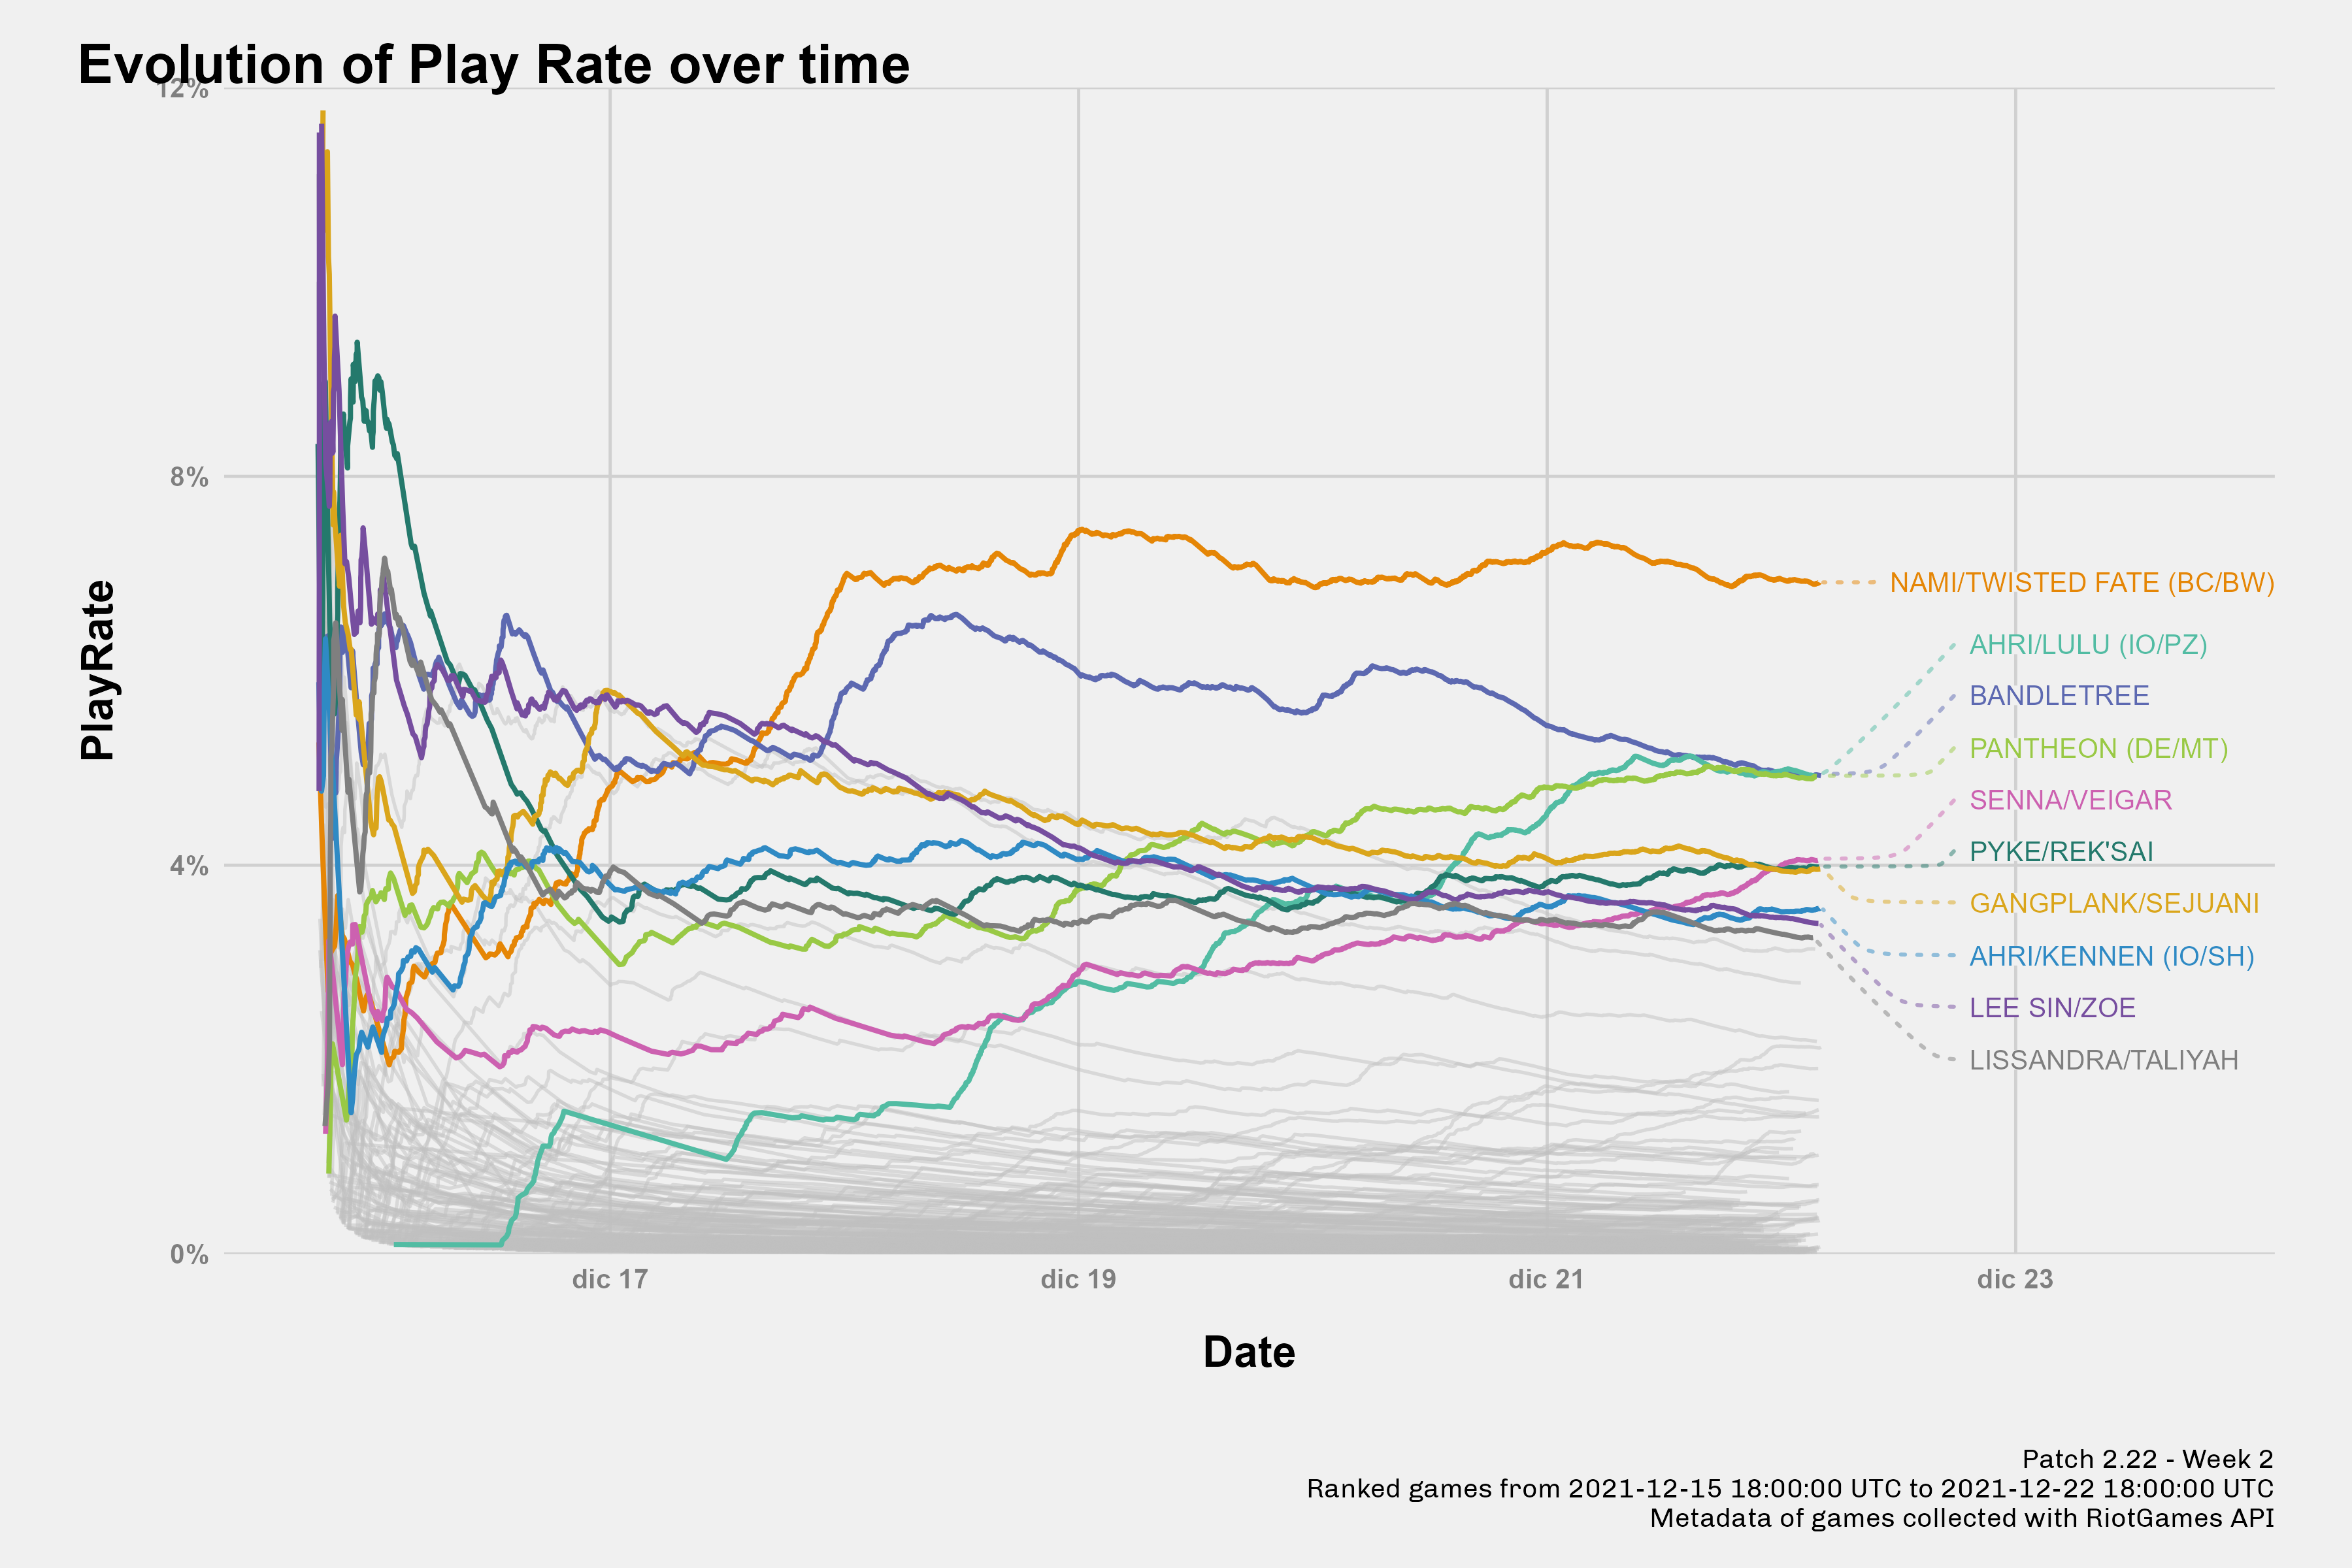 Evolution of Play Rate over time
12%
8%
4%
0%
PlayRate
NAMI/TWISTED FATE (BC/BW)
AHRI/LULU (IO/PZ)
BANDLETREE
PANTHEON (DE/MT)
SENNA/VEIGAR
PYKE/REK'SAI
GANGPLANK/SEJUANI
AHRI/KENNEN (IO/SH)
LEE SIN/ZOE
LISSANDRA/TALIYAH
dic 17 dic 19 dic 21 dic 23
Date
Patch 2.22 - Week 2
Ranked games from 2021-12-15 18:00:00 UTC to 2021-12-22 18:00:00 UTC
Metadata of games collected with RiotGames API